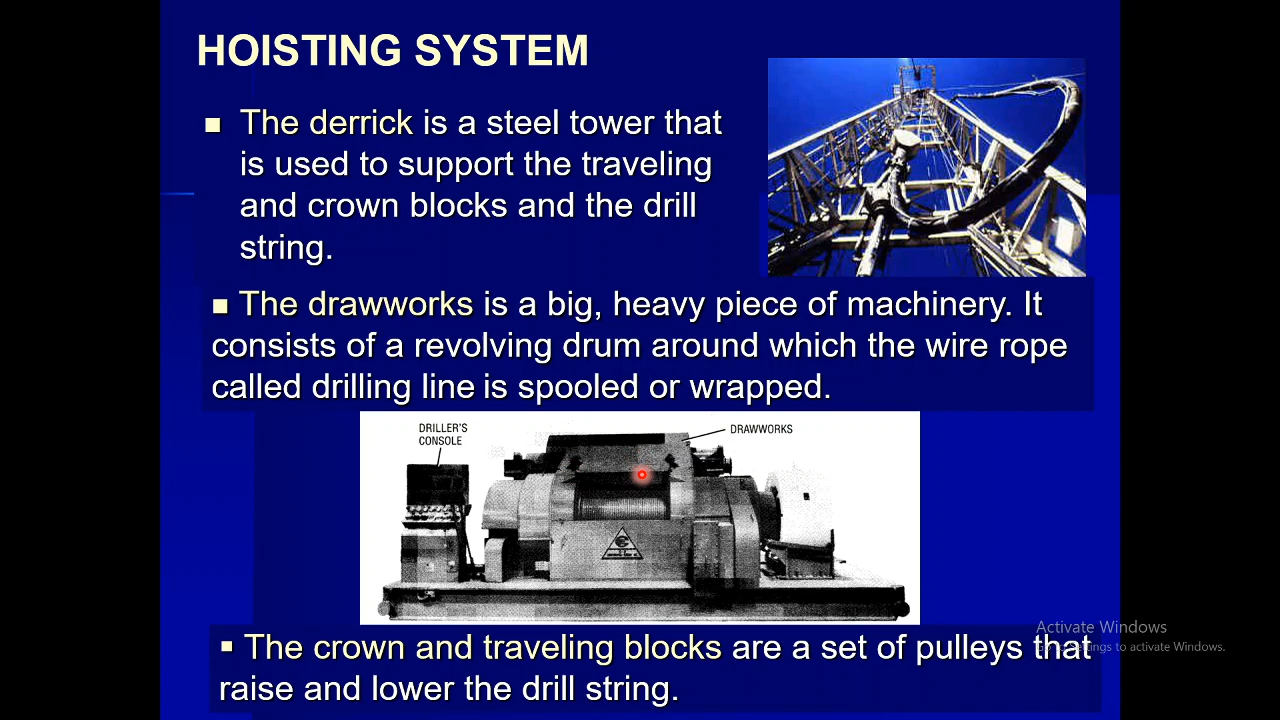 HOISTING SYSTEM
■ The derrick is a steel tower that
is used to support the traveling
and crown blocks and the drill
string.
■ The drawworks is a big, heavy piece of machinery. It
consists of a revolving drum around which the wire rope
called drilling line is spooled or wrapped.
DRILLER'S
CONSOLE
DRAWWORKS
Activate Windows
▪ The crown and traveling blocks are a set of pulleys that
to activate Windows.
raise and lower the drill string.